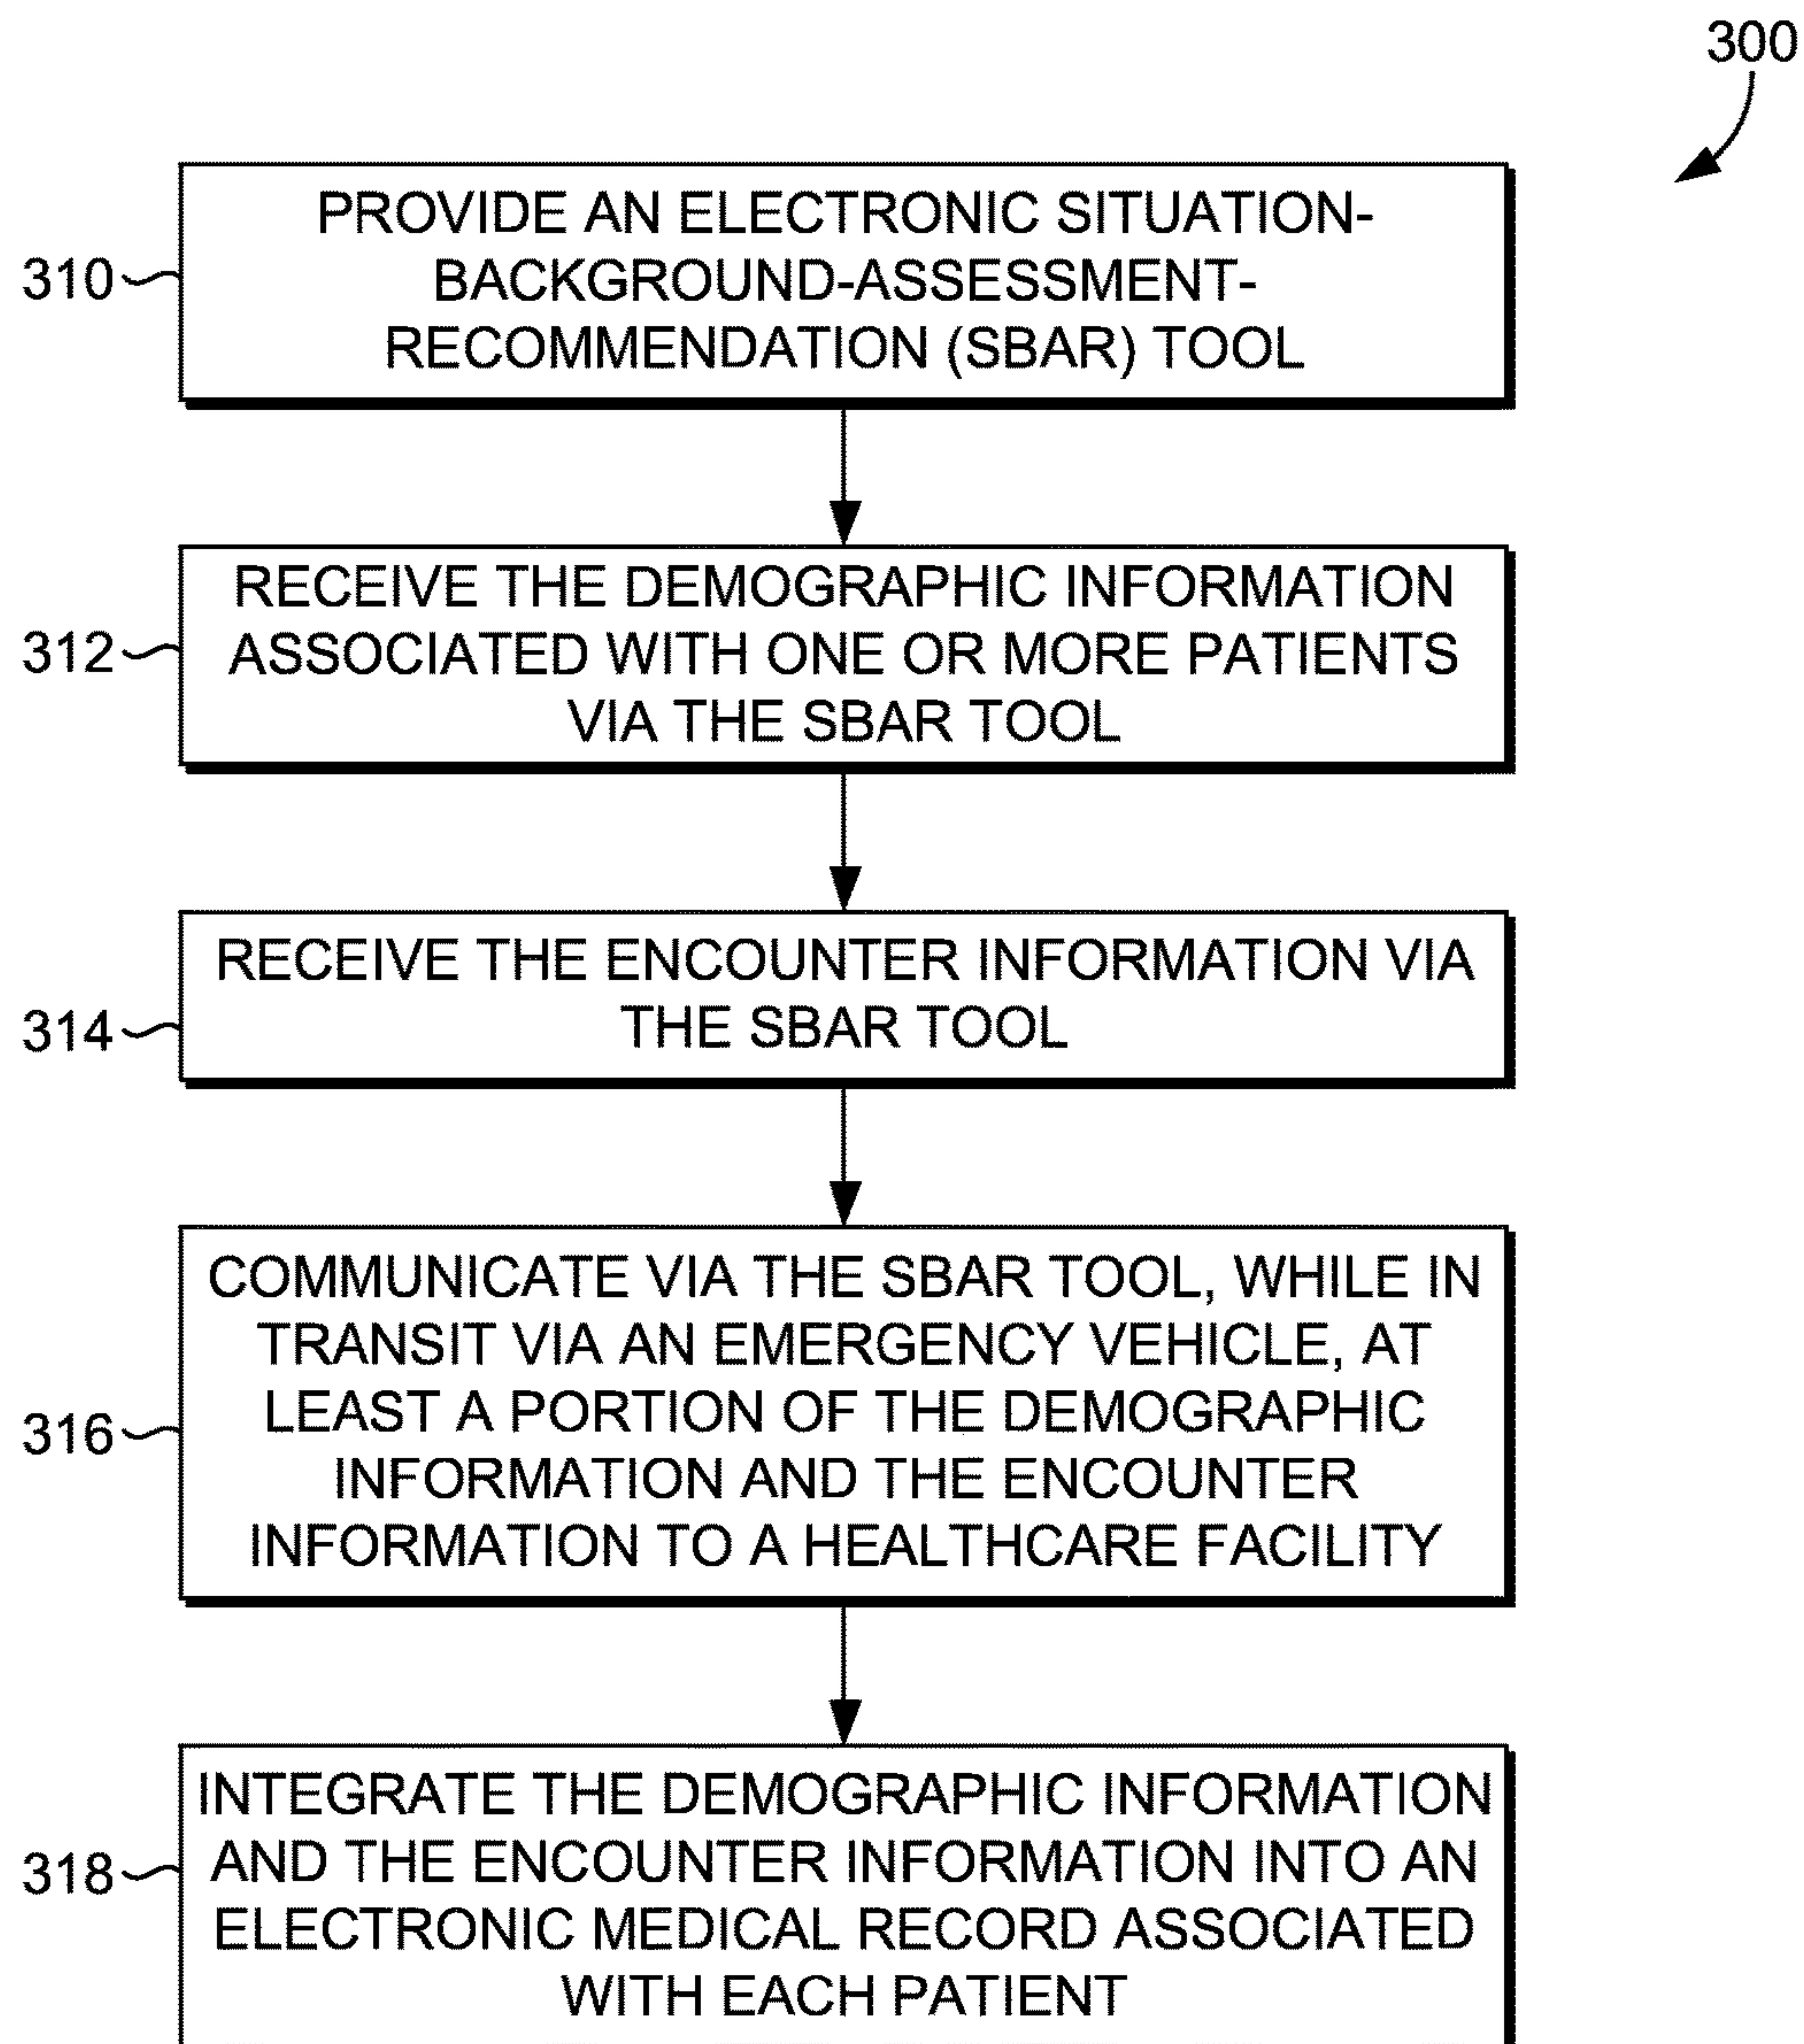 300
310
PROVIDE AN ELECTRONIC SITUATION-
BACKGROUND-ASSESSMENT-
RECOMMENDATION (SBAR) TOOL
312
RECEIVE THE DEMOGRAPHIC INFORMATION
ASSOCIATED WITH ONE OR MORE PATIENTS
VIA THE SBAR TOOL
314
RECEIVE THE ENCOUNTER INFORMATION VIA
THE SBAR TOOL
316
COMMUNICATE VIA THE SBAR TOOL, WHILE IN
TRANSIT VIA AN EMERGENCY VEHICLE, AT
LEAST A PORTION OF THE DEMOGRAPHIC
INFORMATION AND THE ENCOUNTER
INFORMATION TO A HEALTHCARE FACILITY
318
INTEGRATE THE DEMOGRAPHIC INFORMATION
AND THE ENCOUNTER INFORMATION INTO AN
ELECTRONIC MEDICAL RECORD ASSOCIATED
WITH EACH PATIENT